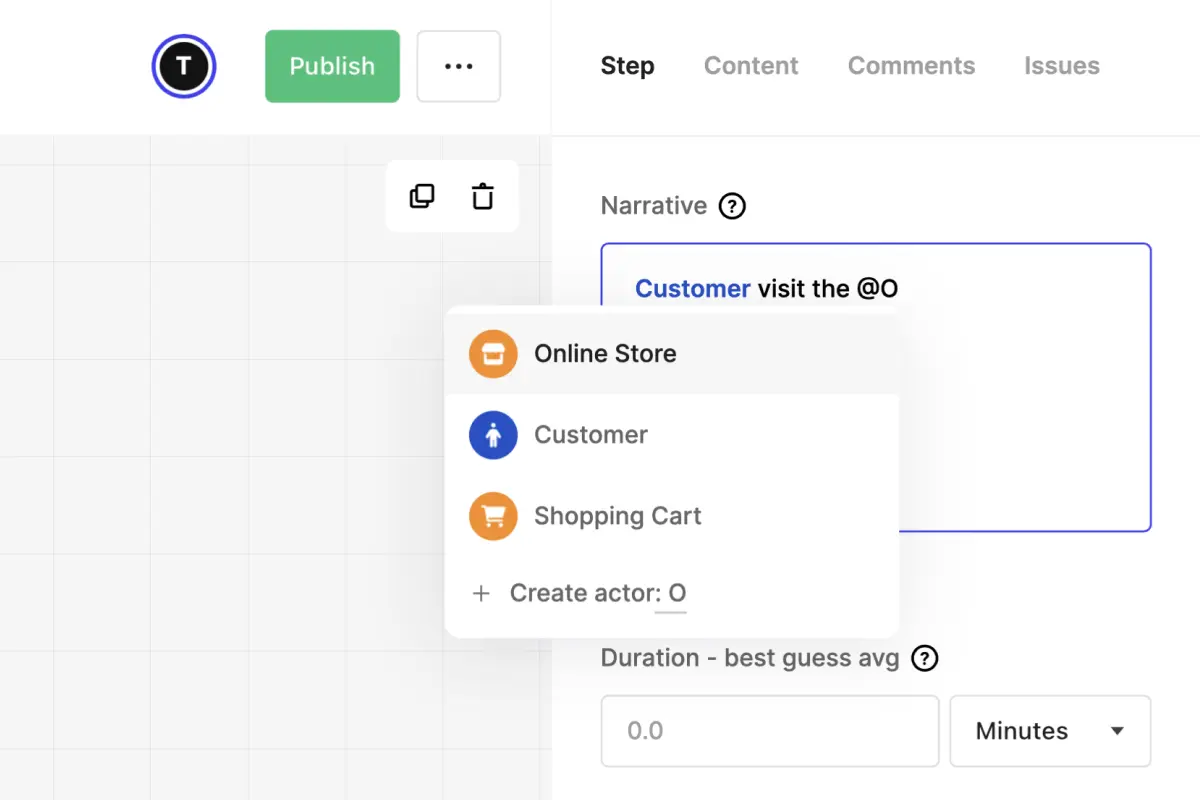 T
Publish
Step Content Comments Issues
Narrative
Customer visit the @O
Online Store
Customer
Shopping Cart
+ Create actor: O
Duration - best guess avg
0.0
Minutes